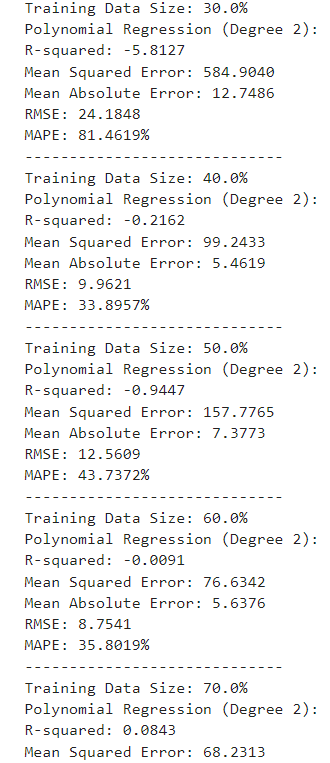 Training Data Size: 30.0%
Polynomial Regression (Degree 2):
R-squared: -5.8127
Mean Squared Error: 584.9040
Mean Absolute Error: 12.7486
RMSE: 24.1848
MAPE: 81.4619%
-----------------------------
Training Data Size: 40.0%
Polynomial Regression (Degree 2):
R-squared: -0.2162
Mean Squared Error: 99.2433
Mean Absolute Error: 5.4619
RMSE: 9.9621
MAPE: 33.8957%
-----------------------------
Training Data Size: 50.0%
Polynomial Regression (Degree 2):
R-squared: -0.9447
Mean Squared Error: 157.7765
Mean Absolute Error: 7.3773
RMSE: 12.5609
MAPE: 43.7372%
-----------------------------
Training Data Size: 60.0%
Polynomial Regression (Degree 2):
R-squared: -0.0091
Mean Squared Error: 76.6342
Mean Absolute Error: 5.6376
RMSE: 8.7541
MAPE: 35.8019%
-----------------------------
Training Data Size: 70.0%
Polynomial Regression (Degree 2):
R-squared: 0.0843
Mean Squared Error: 68.2313